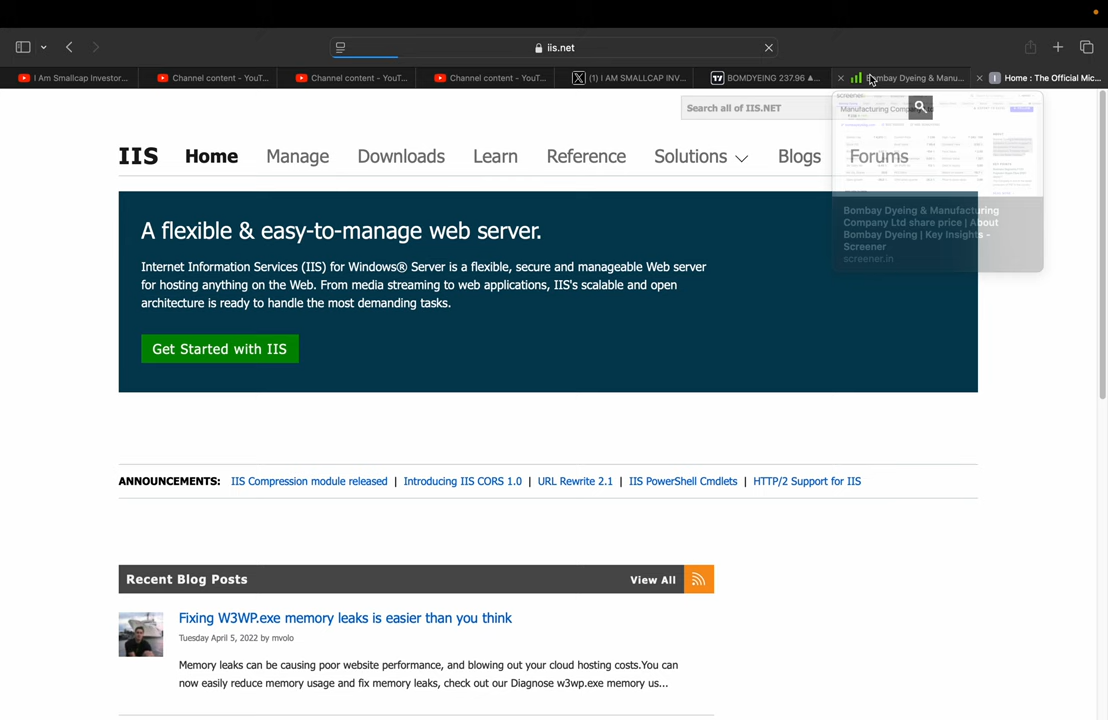 iis.net
I Am Smallcap Investor...
Channel content - YouT...
Channel content - YouT...
Channel content - YouT...
(1) I AM SMALLCAP INV...
BOMDYEING 237.96 ▲...
Bombay Dyeing & Manu...
Home : The Official Mic...
Search all of IIS.NET
IIS
Home
Manage
Downloads
Learn
Reference
Solutions
Blogs
Forums
Bombay Dyeing & Manufacturing
Company Ltd share price | About
Bombay Dyeing | Key Insights -
Screener
screener.in
A flexible & easy-to-manage web server.
Internet Information Services (IIS) for Windows® Server is a flexible, secure and manageable Web server
for hosting anything on the Web. From media streaming to web applications, IIS's scalable and open
architecture is ready to handle the most demanding tasks.
Get Started with IIS
ANNOUNCEMENTS: IIS Compression module released | Introducing IIS CORS 1.0 | URL Rewrite 2.1 | IIS PowerShell Cmdlets | HTTP/2 Support for IIS
Recent Blog Posts
View All
Fixing W3WP.exe memory leaks is easier than you think
Tuesday April 5, 2022 by mvolo
Memory leaks can be causing poor website performance, and blowing out your cloud hosting costs.You can
now easily reduce memory usage and fix memory leaks, check out our Diagnose w3wp.exe memory us...